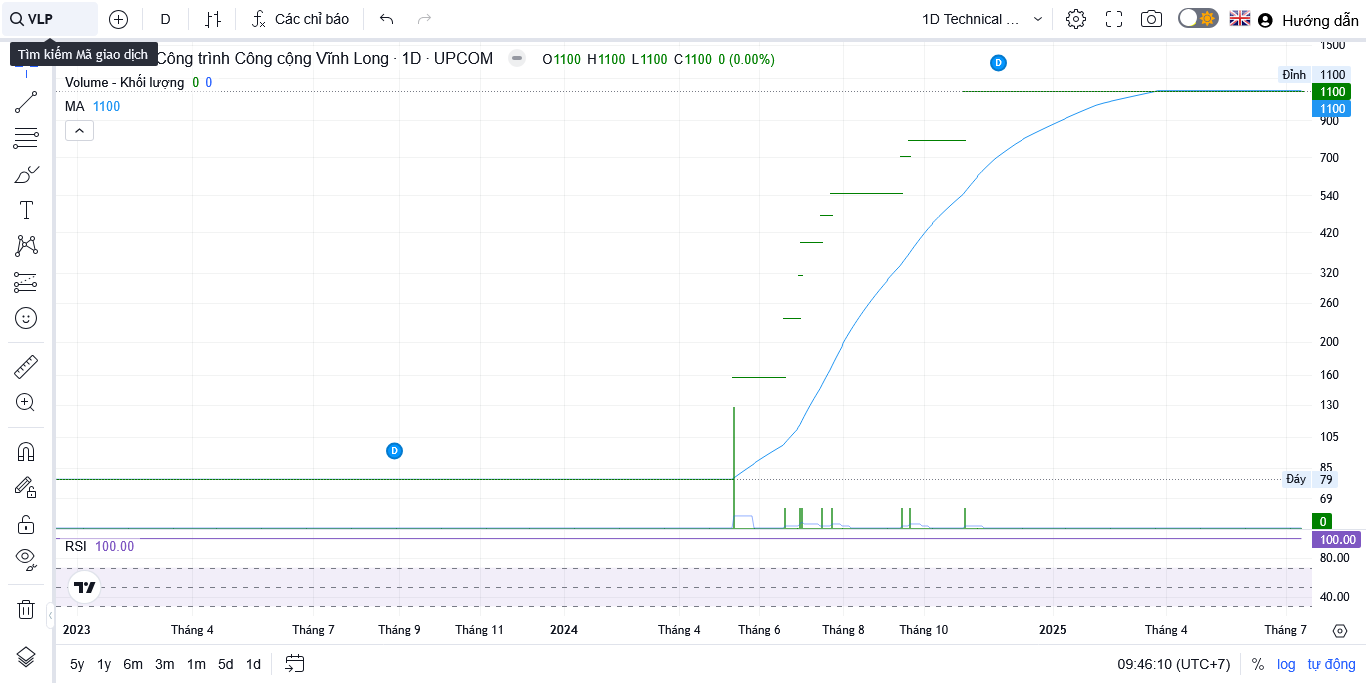 VLP
D
Các chỉ báo
1D Technical ...
Hướng dẫn
Tìm kiếm Mã giao dịch
Công trình Công cộng Vĩnh Long · 1D · UPCOM
O1100 H1100 L1100 C1100 0 (0.00%)
Volume - Khối lượng 0 0
MA 1100
D
D
1500
Đỉnh 1100
1100
1100
900
700
540
420
320
260
200
160
130
105
85
Đáy 79
69
0
RSI 100.00
100.00
80.00
40.00
2023 Tháng 4 Tháng 7 Tháng 9 Tháng 11 2024 Tháng 4 Tháng 6 Tháng 8 Tháng 10 2025 Tháng 4 Tháng 7
5y 1y 6m 3m 1m 5d 1d
09:46:10 (UTC+7) % log tự động